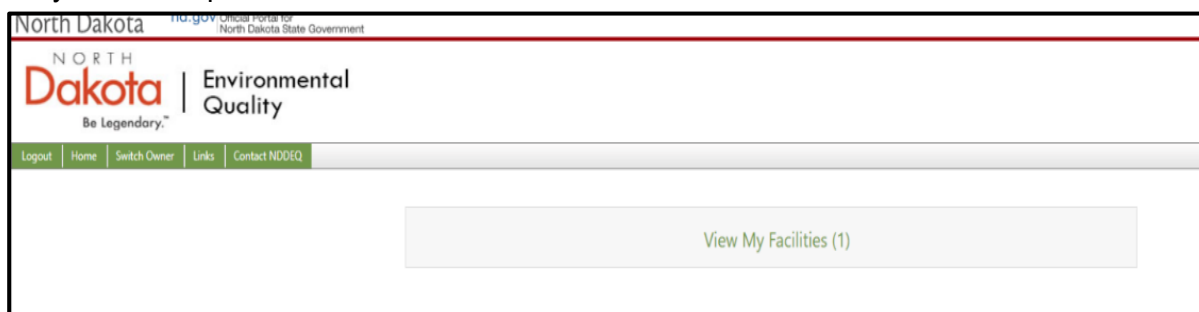 North Dakota nd.gov Official Portal for
North Dakota State Government
NORTH
Dakota
Be Legendary.™
Environmental
Quality
Logout Home Switch Owner Links Contact NDDEQ
View My Facilities (1)